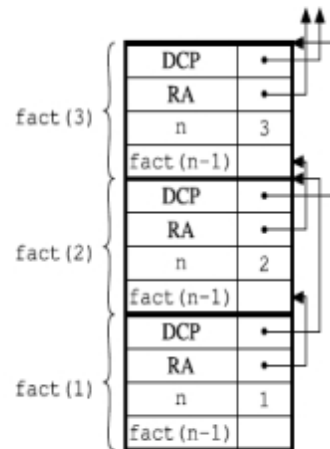 DCP
RA
fact(3)
n 3
fact(n-1)
DCP
RA
fact(2)
n 2
fact(n-1)
DCP
RA
fact(1)
n 1
fact(n-1)